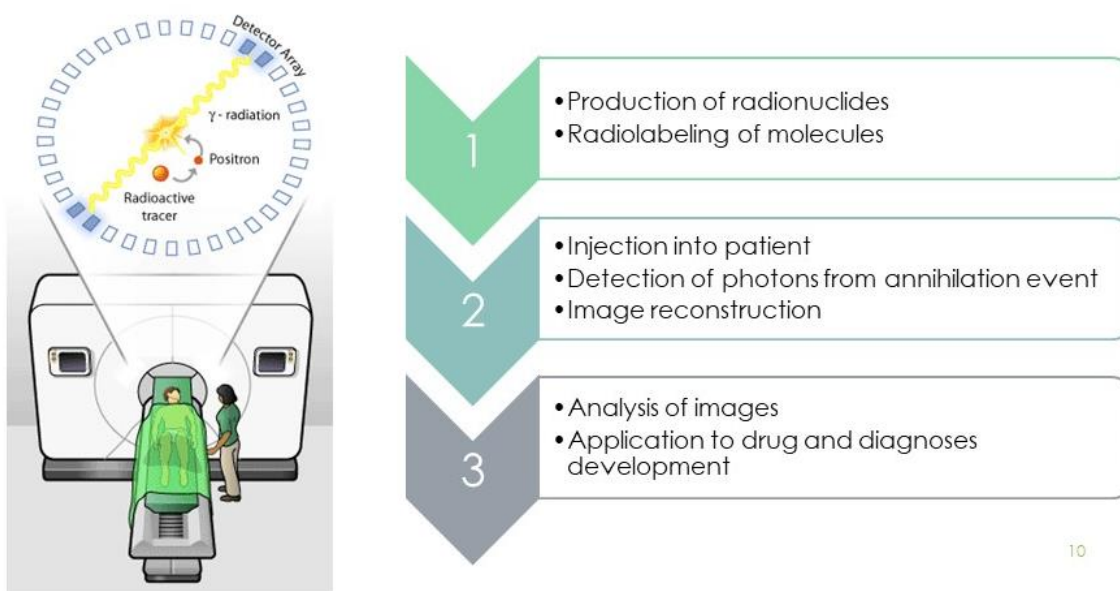 Detector Array
γ - radiation
Positron
Radioactive
tracer
1
•Production of radionuclides
•Radiolabeling of molecules
2
•Injection into patient
•Detection of photons from annihilation event
•Image reconstruction
3
•Analysis of images
•Application to drug and diagnoses
development
10